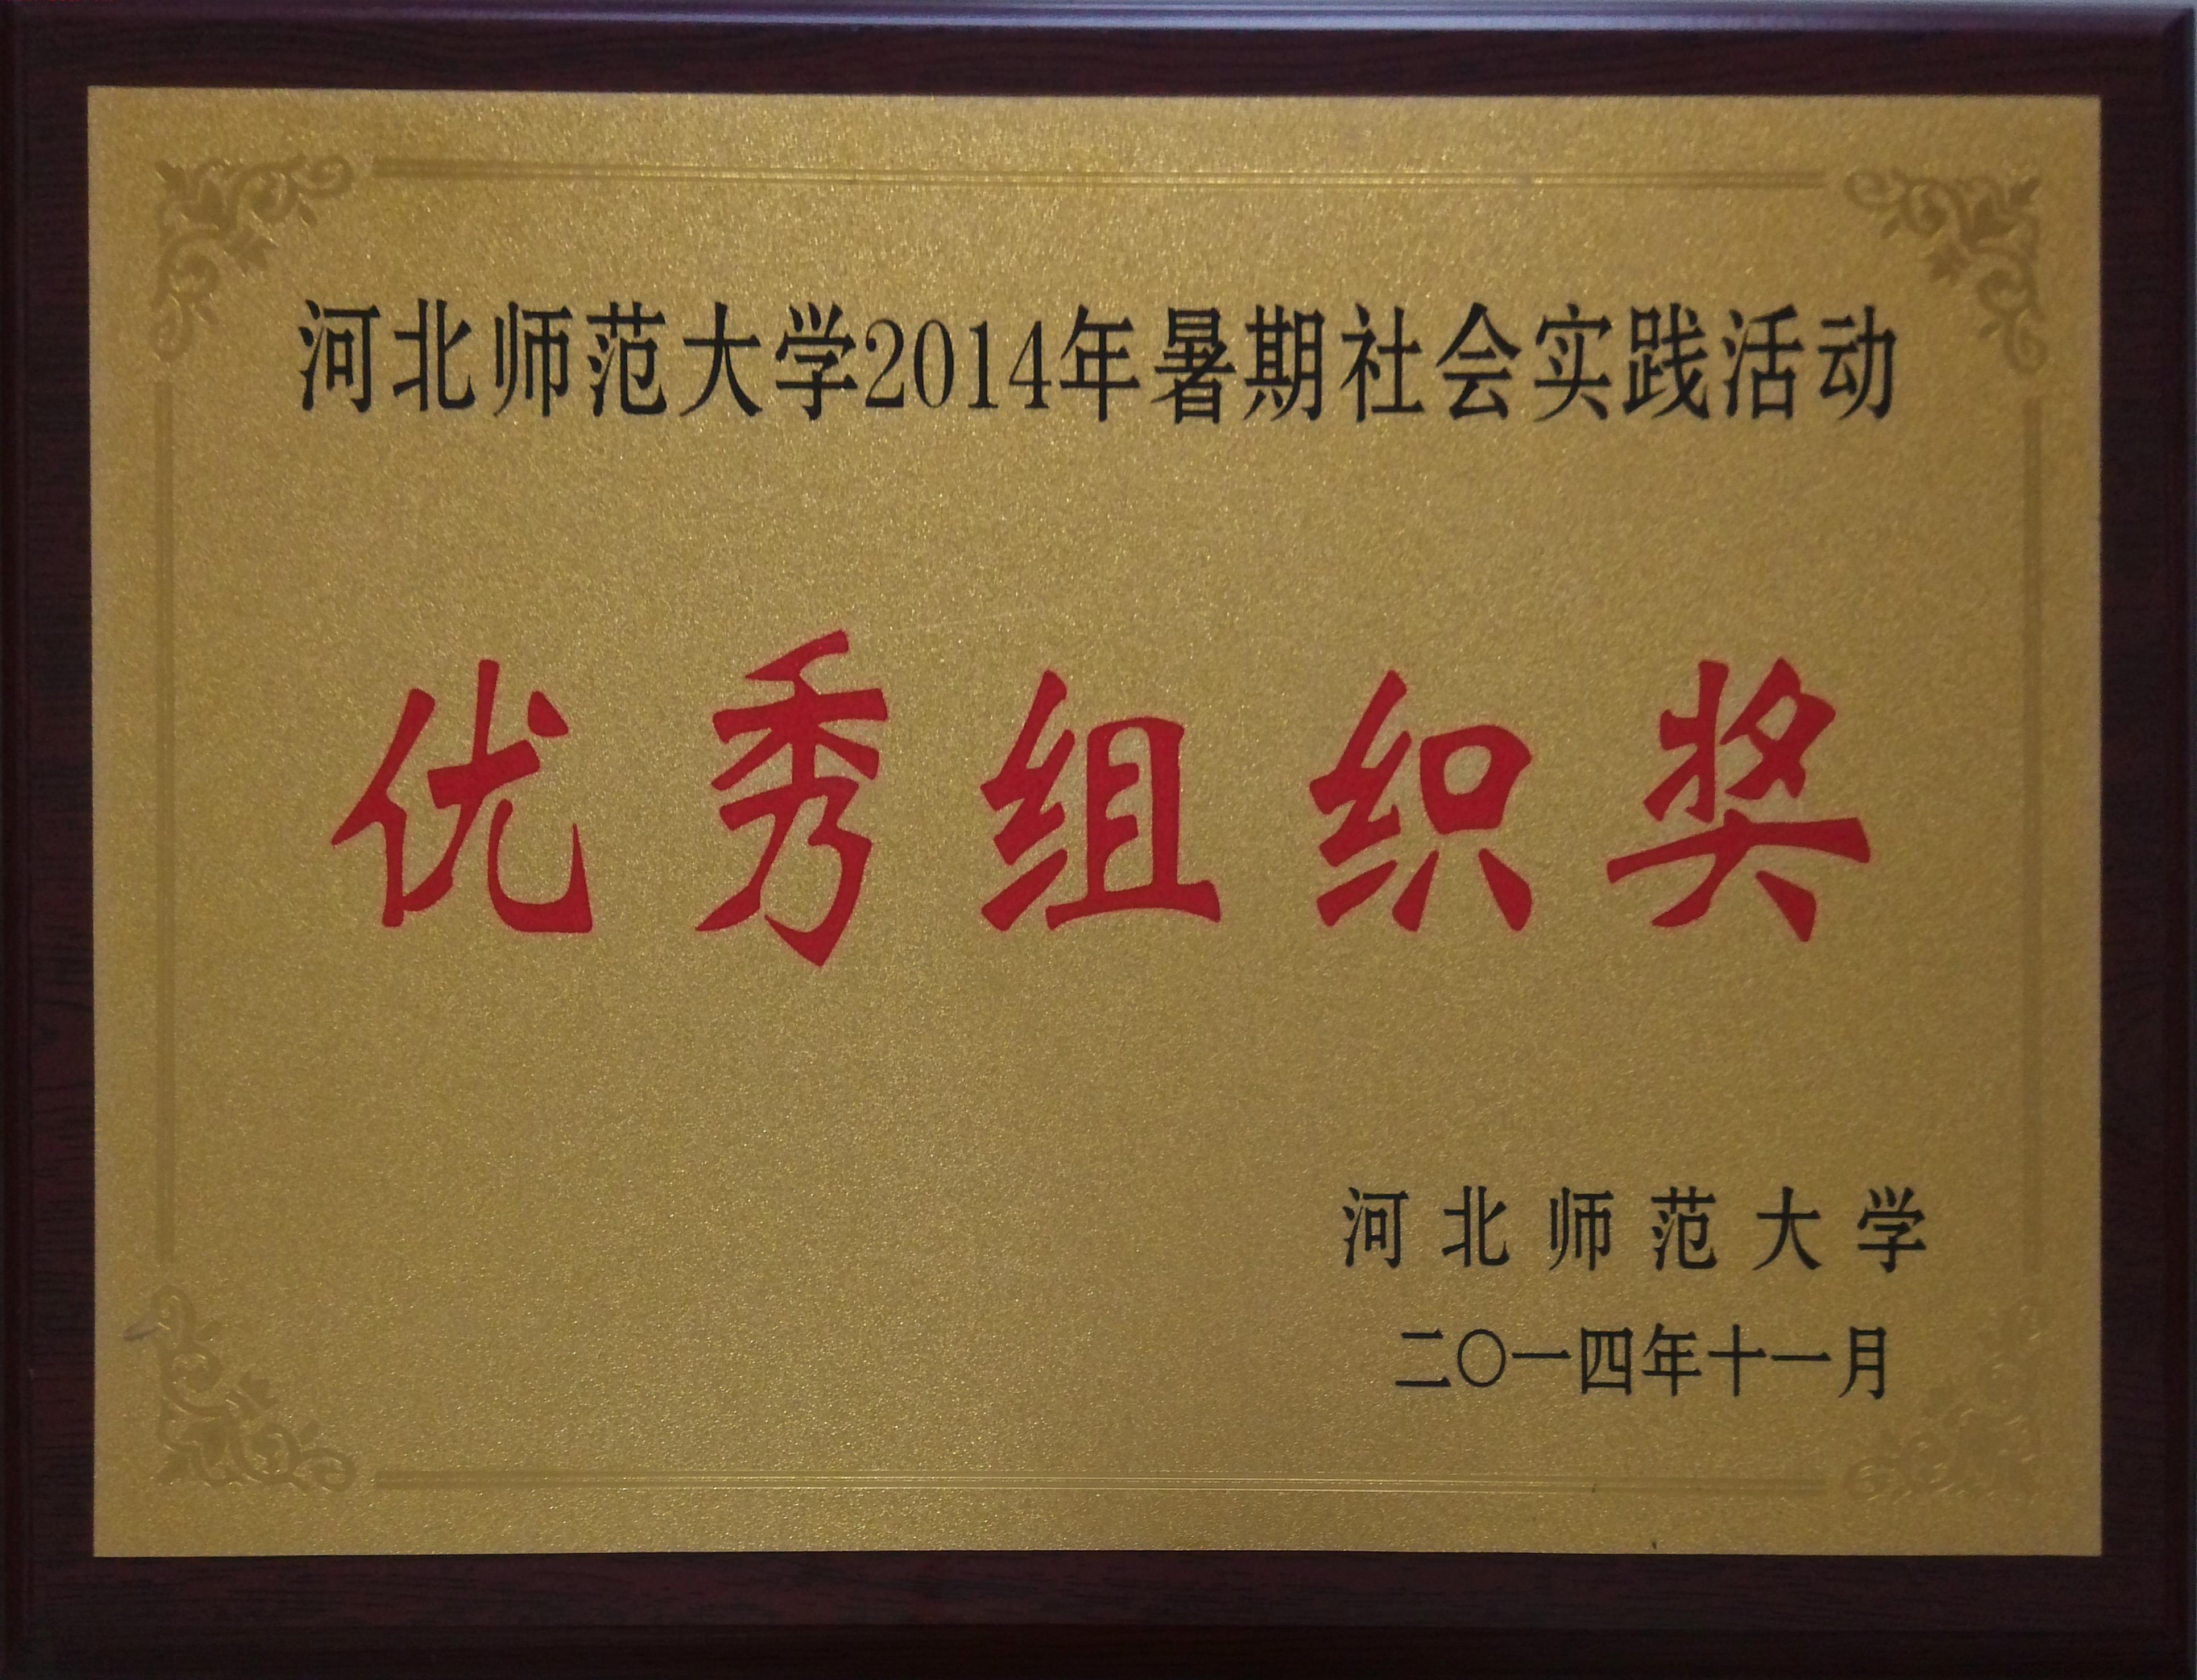 河北师范大学2014年暑期社会实践活动
优秀组织奖
河北师范大学
二〇一四年十一月